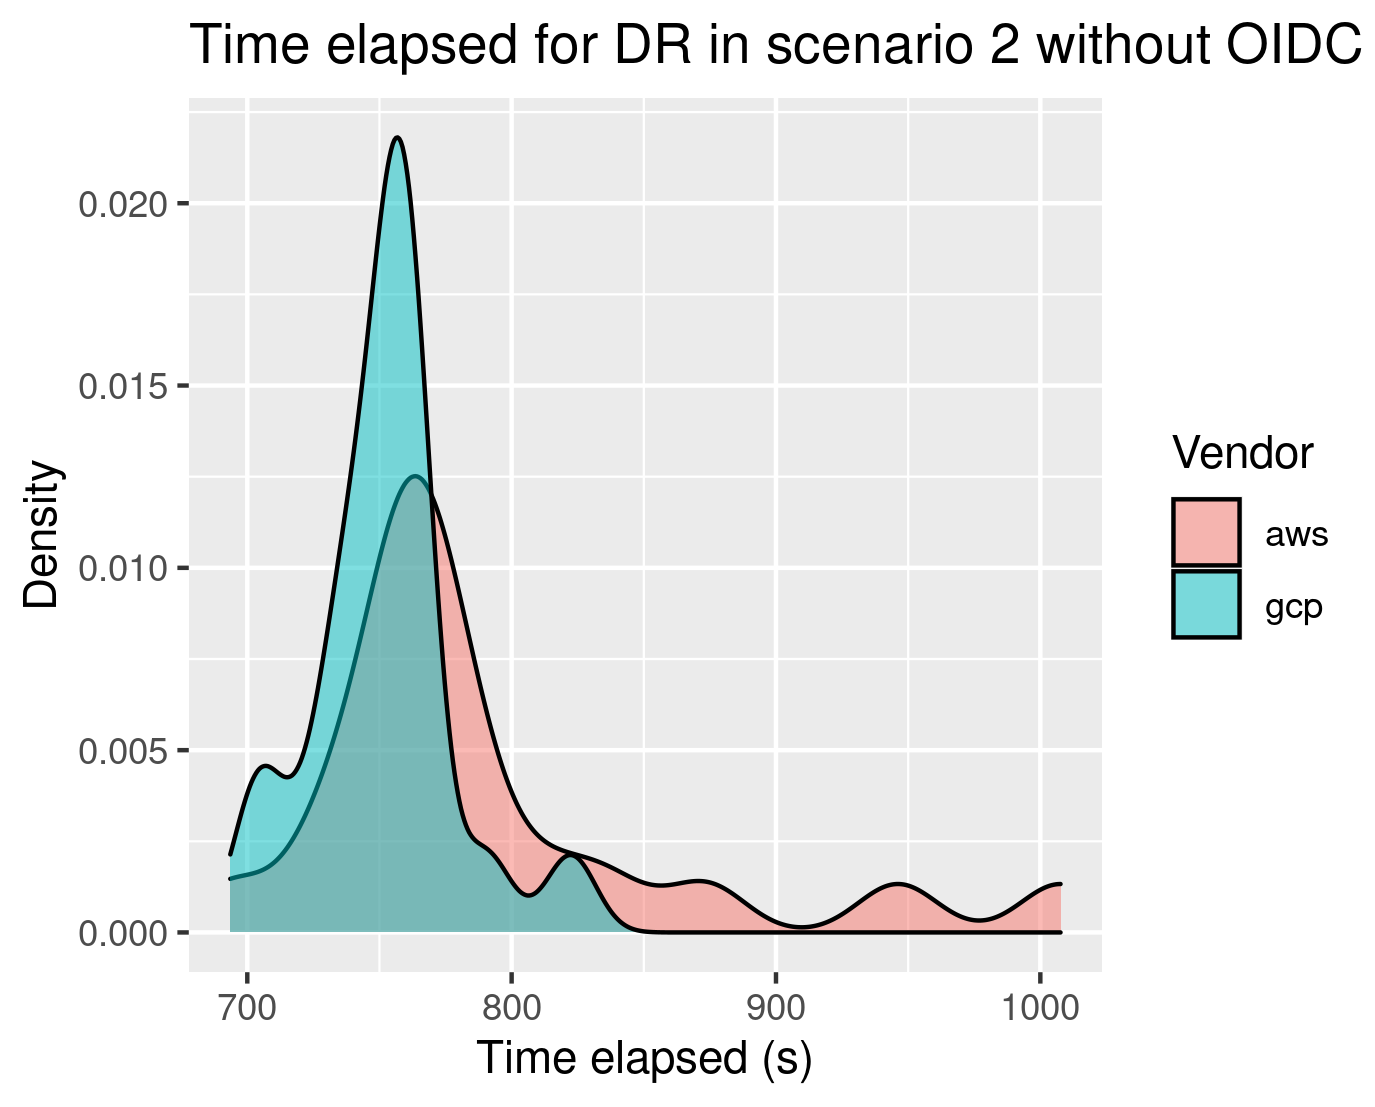 Time elapsed for DR in scenario 2 without OIDC
Density
0.020
0.015
0.010
0.005
0.000
700 800 900 1000
Time elapsed (s)
Vendor
aws
gcp